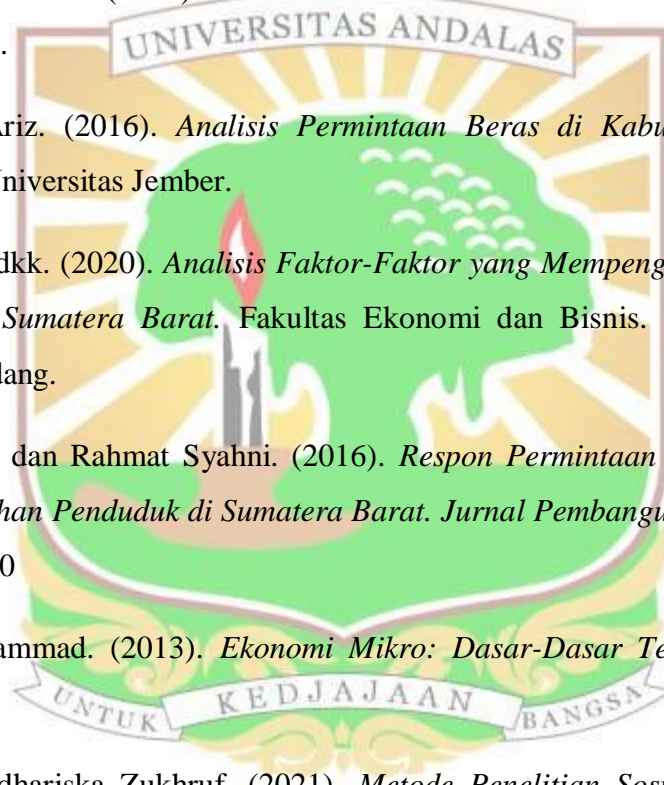 UNIVERSITAS ANDALAS
.
Ariz. (2016). Analisis Permintaan Beras di Kabu
Universitas Jember.
dkk. (2020). Analisis Faktor-Faktor yang Mempeng
Sumatera Barat. Fakultas Ekonomi dan Bisnis.
dang.
dan Rahmat Syahni. (2016). Respon Permintaan
han Penduduk di Sumatera Barat. Jurnal Pembangu
0
ammad. (2013). Ekonomi Mikro: Dasar-Dasar Te
UNTUK KEDJAJAAN BANGSA
dhariska Zukhruf. (2021). Metode Penelitian Sos